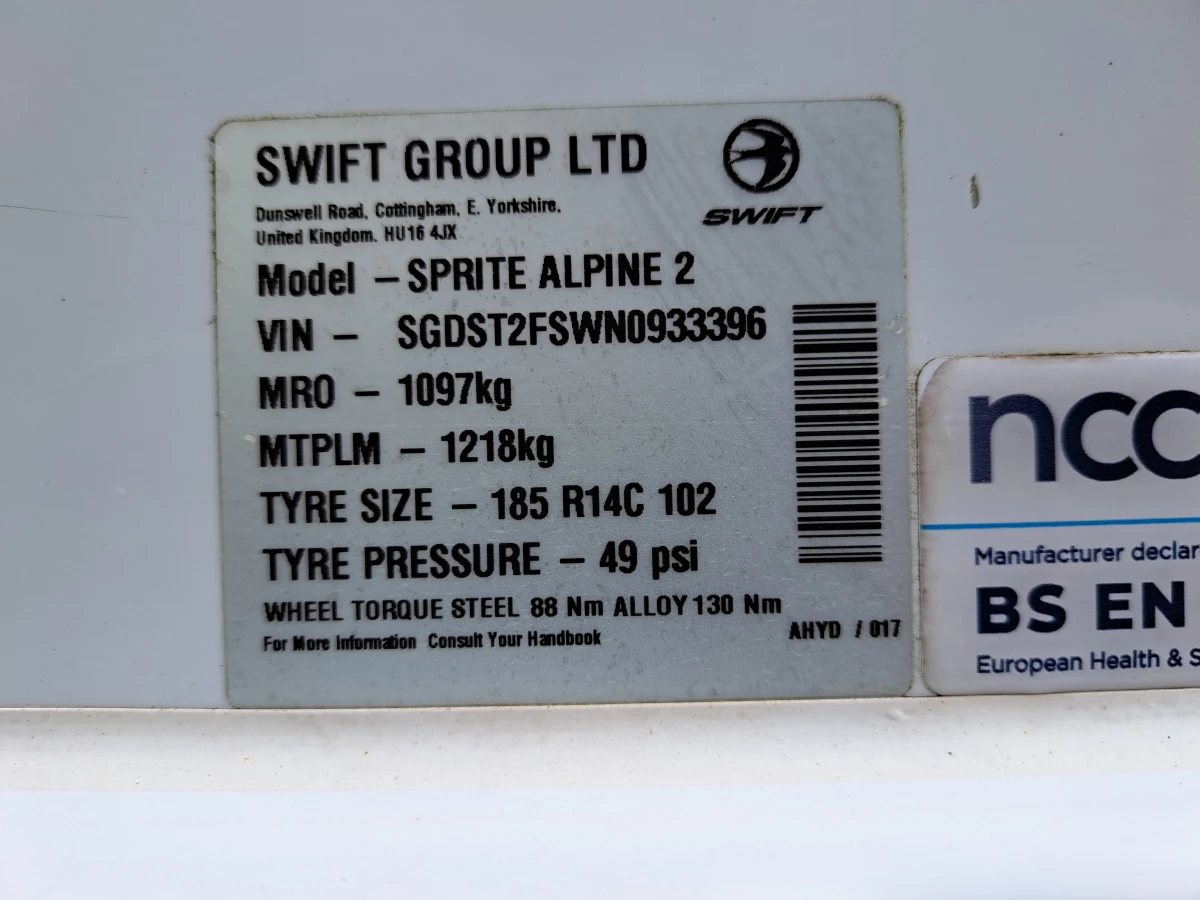 SWIFT GROUP LTD
SWIFT
Dunswell Road, Cottingham, E. Yorkshire,
United Kingdom. HU16 4JX
Model – SPRITE ALPINE 2
VIN – SGDST2FSWN0933396
MRO – 1097kg
MTPLM – 1218kg
TYRE SIZE – 185 R14C 102
TYRE PRESSURE – 49 psi
WHEEL TORQUE STEEL 88 Nm ALLOY 130 Nm
For More Information Consult Your Handbook
AHYD / 017
ncc
Manufacturer declar
BS EN
European Health & S